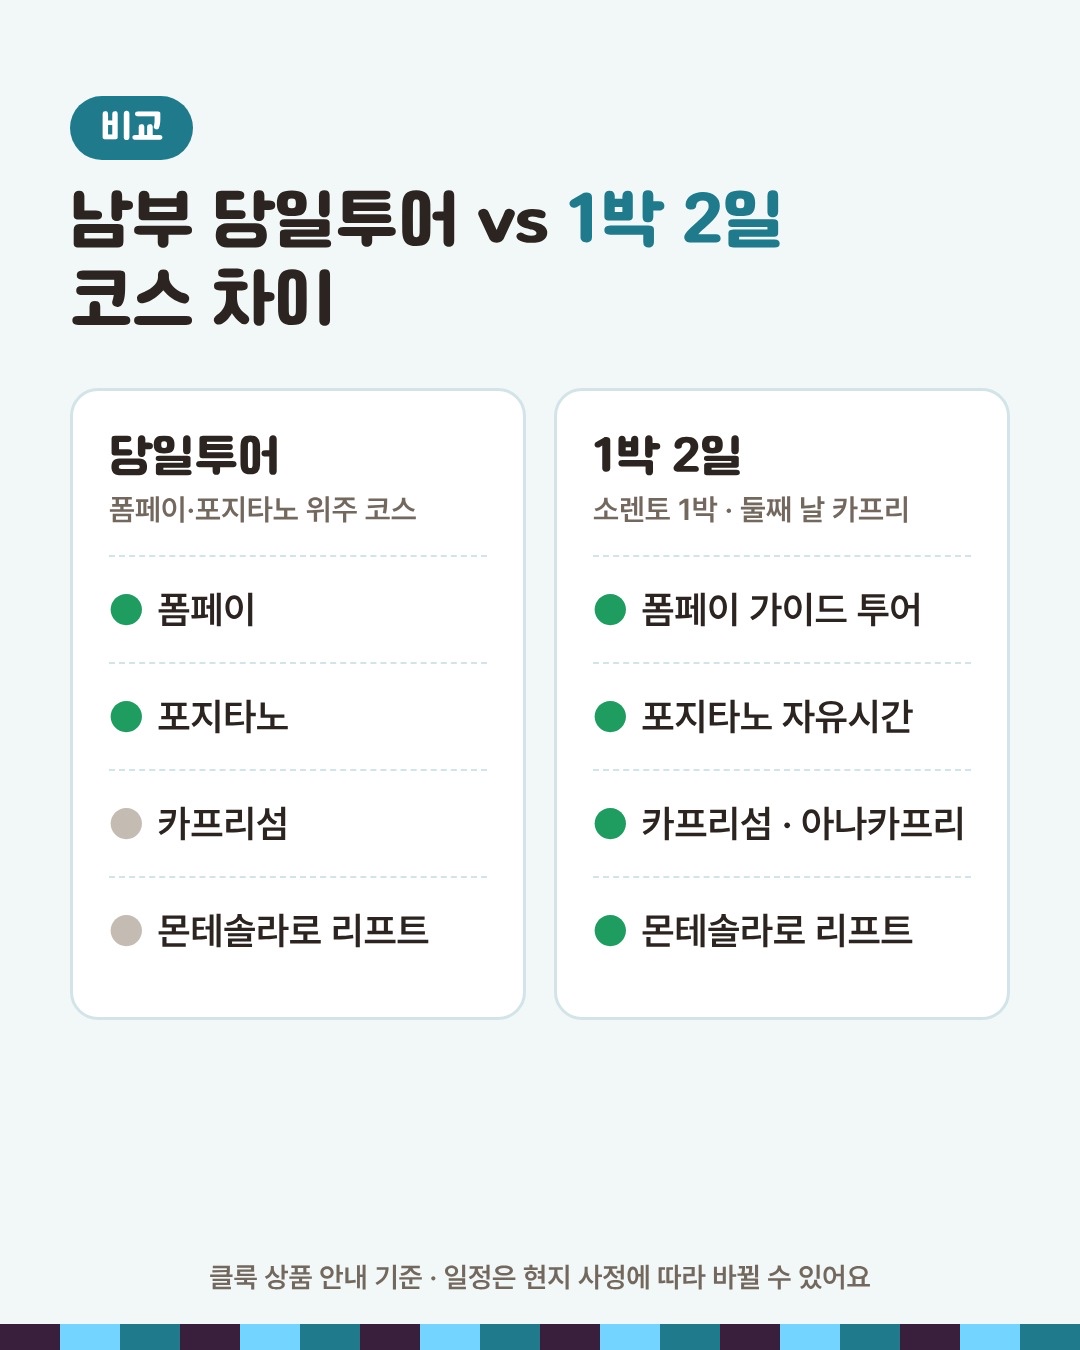 비교
남부 당일투어 vs 1박 2일
코스 차이
당일투어
폼페이·포지타노 위주 코스
폼페이
포지타노
카프리섬
몬테솔라로 리프트
1박 2일
소렌토 1박 · 둘째 날 카프리
폼페이 가이드 투어
포지타노 자유시간
카프리섬 · 아나카프리
몬테솔라로 리프트
클룩 상품 안내 기준 · 일정은 현지 사정에 따라 바뀔 수 있어요